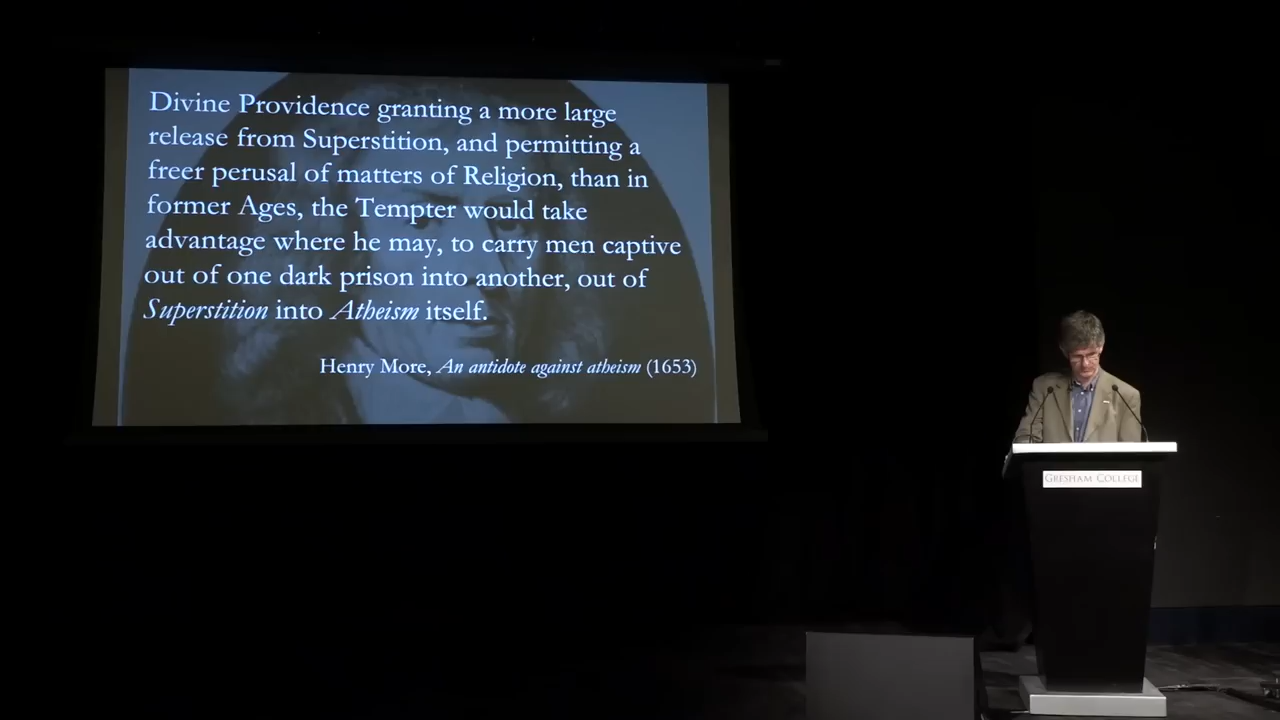 Divine Providence granting a more large
release from Superstition, and permitting a
freer perusal of matters of Religion, than in
former Ages, the Tempter would take
advantage where he may, to carry men captive
out of one dark prison into another, out of
Superstition into Atheism itself.
Henry More, An antidote against atheism (1653)
GRESHAM COLLEGE